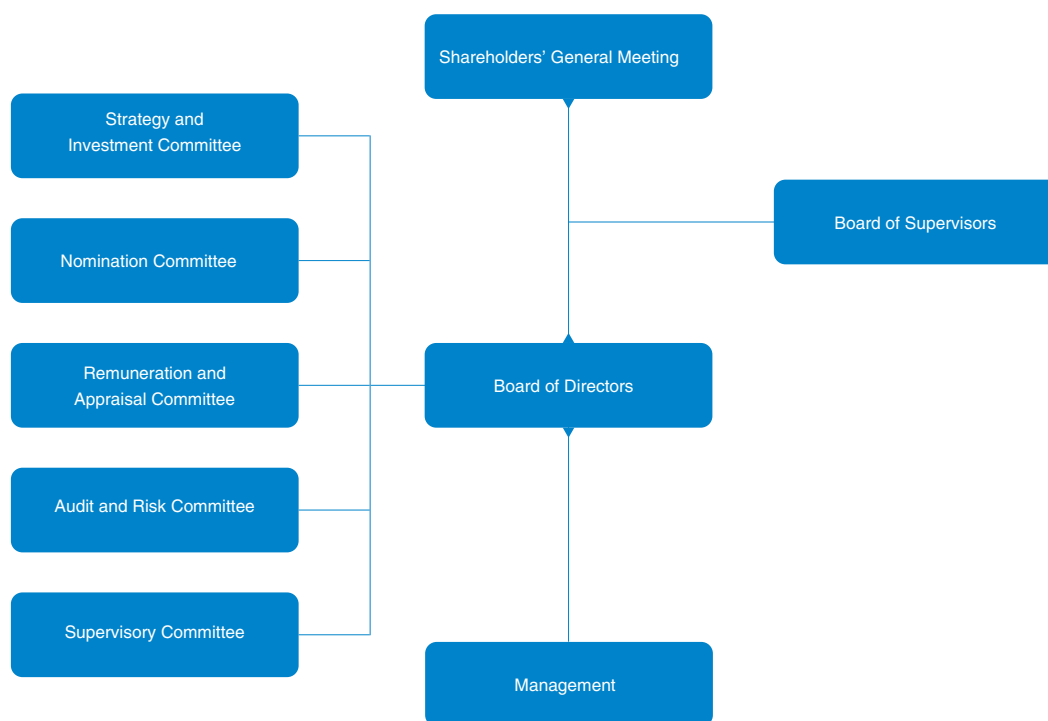 Shareholders’ General Meeting
Strategy and
Investment Committee
Board of Supervisors
Nomination Committee
Remuneration and
Appraisal Committee
Board of Directors
Audit and Risk Committee
Supervisory Committee
Management